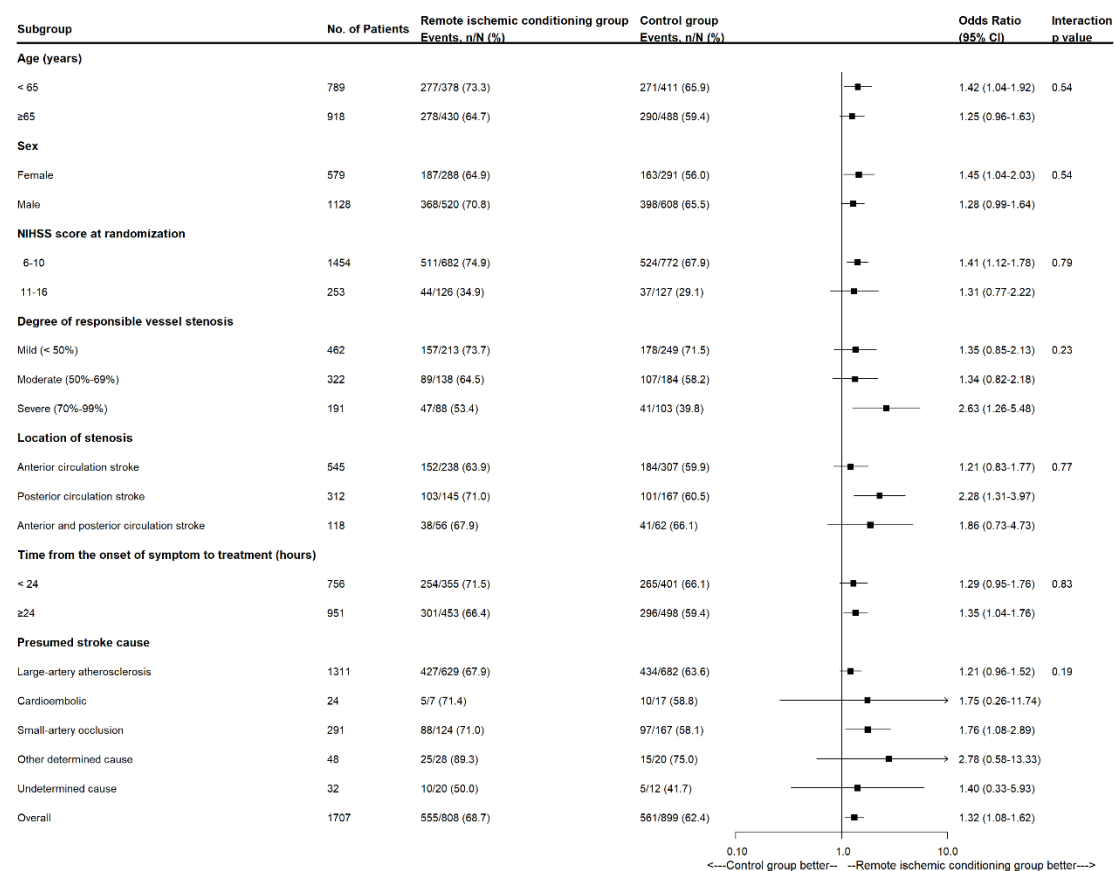 Subgroup No. of Patients Remote ischemic conditioning group Events, n/N (%) Control group Events, n/N (%) Odds Ratio (95% CI) Interaction p value
Age (years)
< 65 789 277/378 (73.3) 271/411 (65.9) 1.42 (1.04-1.92) 0.54
≥65 918 278/430 (64.7) 290/488 (59.4) 1.25 (0.96-1.63)
Sex
Female 579 187/288 (64.9) 163/291 (56.0) 1.45 (1.04-2.03) 0.54
Male 1128 368/520 (70.8) 398/608 (65.5) 1.28 (0.99-1.64)
NIHSS score at randomization
6-10 1454 511/682 (74.9) 524/772 (67.9) 1.41 (1.12-1.78) 0.79
11-16 253 44/126 (34.9) 37/127 (29.1) 1.31 (0.77-2.22)
Degree of responsible vessel stenosis
Mild (< 50%) 462 157/213 (73.7) 178/249 (71.5) 1.35 (0.85-2.13) 0.23
Moderate (50%-69%) 322 89/138 (64.5) 107/184 (58.2) 1.34 (0.82-2.18)
Severe (70%-99%) 191 47/88 (53.4) 41/103 (39.8) 2.63 (1.26-5.48)
Location of stenosis
Anterior circulation stroke 545 152/238 (63.9) 184/307 (59.9) 1.21 (0.83-1.77) 0.77
Posterior circulation stroke 312 103/145 (71.0) 101/167 (60.5) 2.28 (1.31-3.97)
Anterior and posterior circulation stroke 118 38/56 (67.9) 41/62 (66.1) 1.86 (0.73-4.73)
Time from the onset of symptom to treatment (hours)
< 24 756 254/355 (71.5) 265/401 (66.1) 1.29 (0.95-1.76) 0.83
≥24 951 301/453 (66.4) 296/498 (59.4) 1.35 (1.04-1.76)
Presumed stroke cause
Large-artery atherosclerosis 1311 427/629 (67.9) 434/682 (63.6) 1.21 (0.96-1.52) 0.19
Cardioembolic 24 5/7 (71.4) 10/17 (58.8) 1.75 (0.26-11.74)
Small-artery occlusion 291 88/124 (71.0) 97/167 (58.1) 1.76 (1.08-2.89)
Other determined cause 48 25/28 (89.3) 15/20 (75.0) 2.78 (0.58-13.33)
Undetermined cause 32 10/20 (50.0) 5/12 (41.7) 1.40 (0.33-5.93)
Overall 1707 555/808 (68.7) 561/899 (62.4) 1.32 (1.08-1.62)
0.10 1.0 10.0
<---Control group better-- --Remote ischemic conditioning group better--->